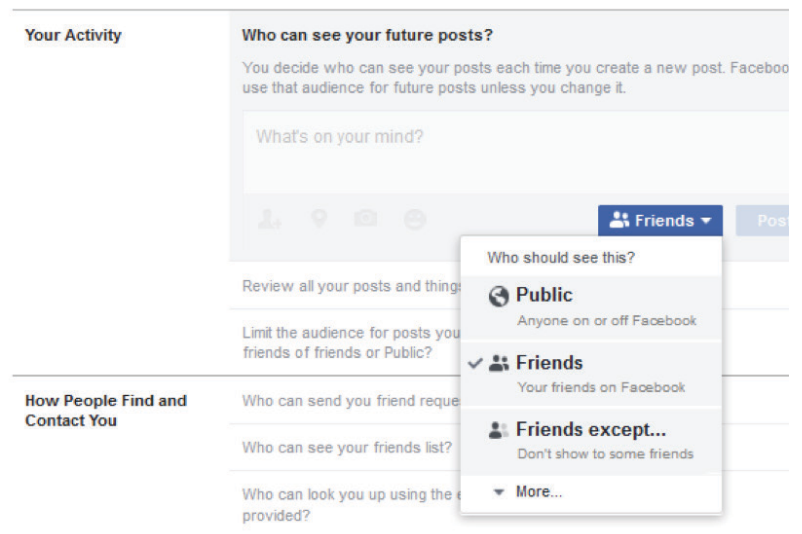 Your Activity
Who can see your future posts?
You decide who can see your posts each time you create a new post.
use that audience for future posts unless you change it.
What's on your mind?
Friends
Who should see this?
Public
Anyone on or off Facebook
Friends
Your friends on Facebook
Friends except...
Don't show to some friends
More...
Review all your posts and things
Limit the audience for posts you
friends of friends or Public?
How People Find and
Contact You
Who can send you friend
Who can see your friends list?
Who can look you up using the
provided?